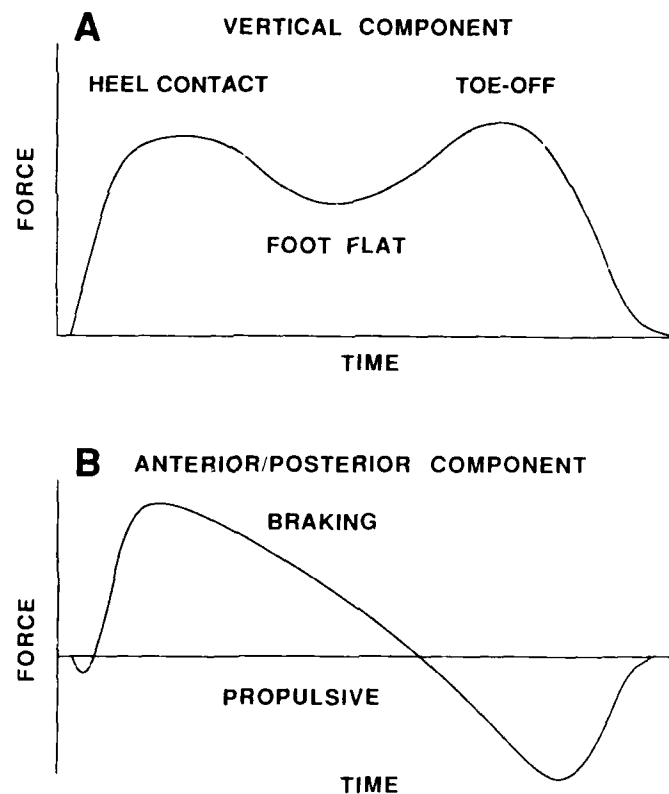 A VERTICAL COMPONENT
HEEL CONTACT TOE-OFF
FORCE
FOOT FLAT
TIME
B ANTERIOR/POSTERIOR COMPONENT
BRAKING
FORCE
PROPULSIVE
TIME